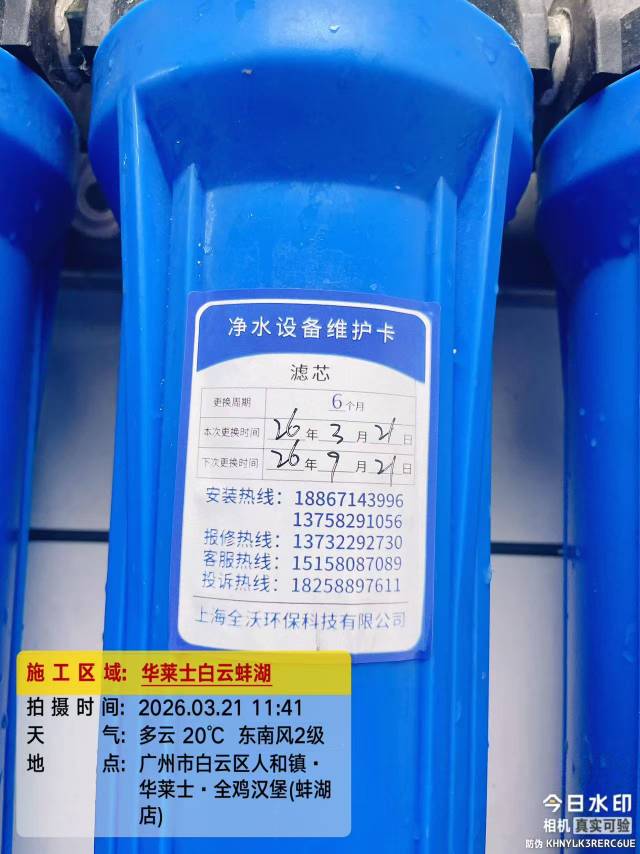 净水设备维护卡
滤芯
更换周期 6个月
本次更换时间 26年3月21日
下次更换时间 26年9月21日
安装热线：18867143996
13758291056
报修热线：13732292730
客服热线：15158087089
投诉热线：18258897611
上海全沃环保科技有限公司
施工区域：华莱士白云蚌湖
拍摄时间：2026.03.21 11:41
天气：多云 20℃ 东南风2级
地点：广州市白云区人和镇·
华莱士·全鸡汉堡(蚌湖
店)
今日水印
相机 真实可验
防伪 KHNYLK3RERC6UE